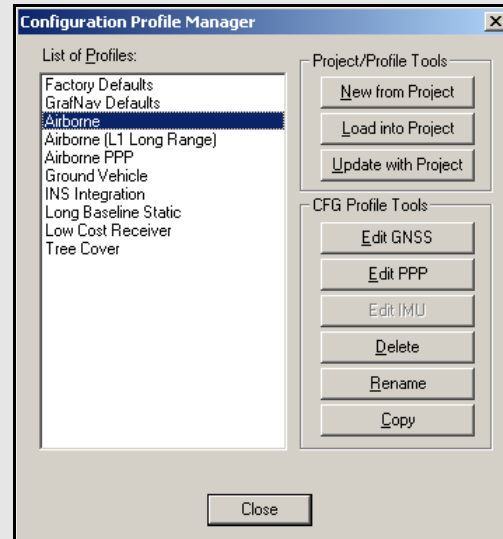 Configuration Profile Manager
List of Profiles:
Factory Defaults
GrafNav Defaults
Airborne
Airborne (L1 Long Range)
Airborne PPP
Ground Vehicle
INS Integration
Long Baseline Static
Low Cost Receiver
Tree Cover
Project/Profile Tools
New from Project
Load into Project
Update with Project
CFG Profile Tools
Edit GNSS
Edit PPP
Edit IMU
Delete
Rename
Copy
Close